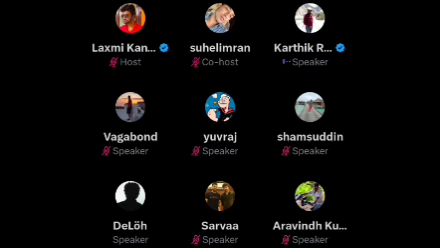 Laxmi Kan... suhelimran Karthik R...
Host Co-host Speaker
Vagabond yuvraj shamsuddin
Speaker Speaker Speaker
DeLöh Sarvaa Aravindh Ku...
Speaker Speaker Speaker